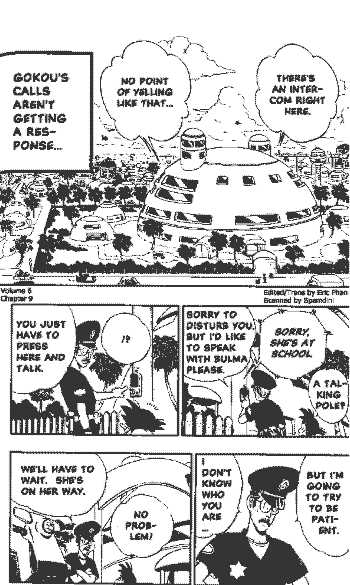 GOKOU'S
CALLS
AREN'T
GETTING
A RES-
PONSE...
NO POINT
OF YELLING
LIKE THAT...
THERE'S
AN INTER-
COM RIGHT
HERE.
Volume 5
Chapter 9
Edited/Trans by Eric Phan
Scanned by Spamdini
YOU JUST
HAVE TO
PRESS
HERE AND
TALK.
!?
SORRY TO
DISTURB YOU,
BUT I'D LIKE
TO SPEAK
WITH BULMA
PLEASE.
SORRY,
SHE'S AT
SCHOOL
A TAL-
KING
POLE?
WE'LL HAVE TO
WAIT. SHE'S
ON HER WAY.
NO
PROB-
LEM!
I
DON'T
KNOW
WHO
YOU
ARE
...
BUT I'M
GOING
TO TRY
TO BE
PATI-
ENT.